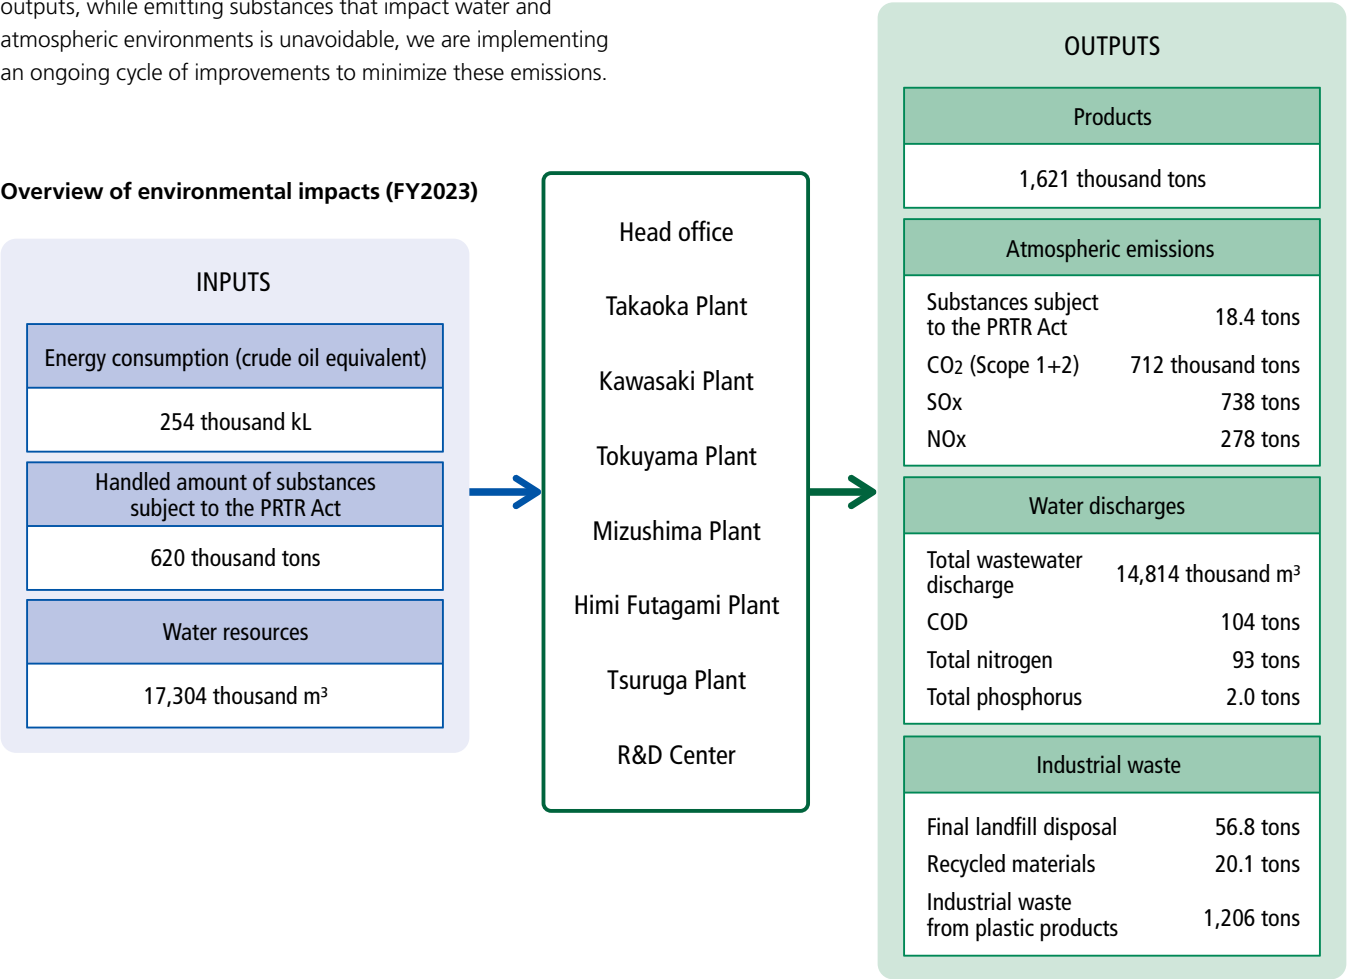 outputs, while emitting substances that impact water and
atmospheric environments is unavoidable, we are implementing
an ongoing cycle of improvements to minimize these emissions.
Overview of environmental impacts (FY2023)
INPUTS
Energy consumption (crude oil equivalent)
254 thousand kL
Handled amount of substances
subject to the PRTR Act
620 thousand tons
Water resources
17,304 thousand m³
Head office
Takaoka Plant
Kawasaki Plant
Tokuyama Plant
Mizushima Plant
Himi Futagami Plant
Tsuruga Plant
R&D Center
OUTPUTS
Products
1,621 thousand tons
Atmospheric emissions
Substances subject
to the PRTR Act 18.4 tons
CO2 (Scope 1+2) 712 thousand tons
SOx 738 tons
NOx 278 tons
Water discharges
Total wastewater
discharge 14,814 thousand m³
COD 104 tons
Total nitrogen 93 tons
Total phosphorus 2.0 tons
Industrial waste
Final landfill disposal 56.8 tons
Recycled materials 20.1 tons
Industrial waste
from plastic products 1,206 tons